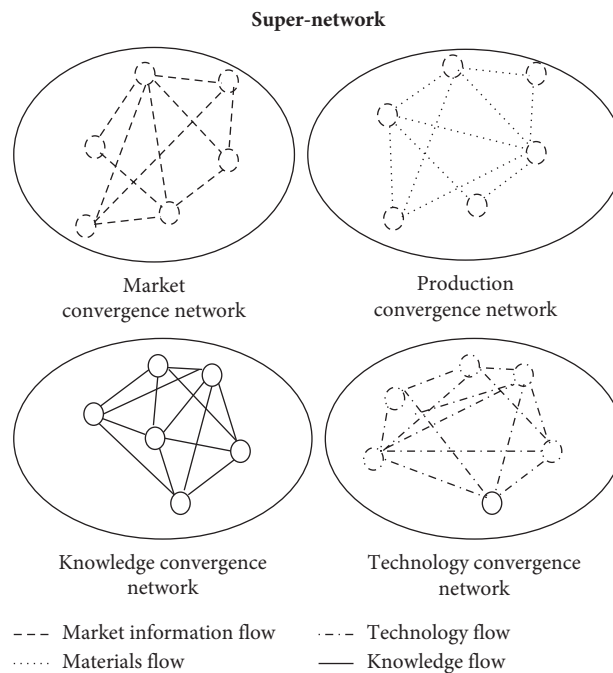 Super-network
Market
convergence network
Production
convergence network
Knowledge convergence
network
Technology convergence
network
Market information flow
Materials flow
Technology flow
Knowledge flow